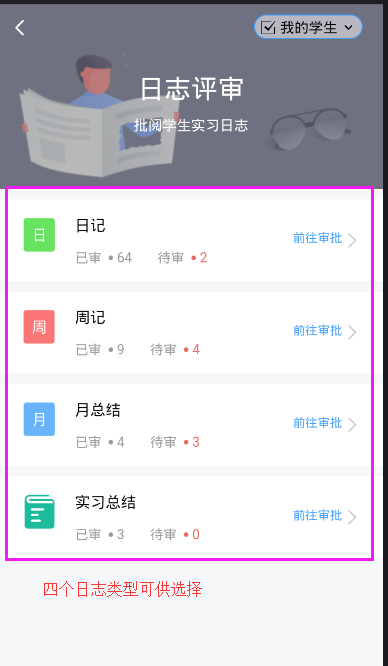 我的学生
日志评审
批阅学生实习日志
日 日记
已审 • 64 待审 • 2
前往审批
周 周记
已审 • 9 待审 • 4
前往审批
月 月总结
已审 • 4 待审 • 3
前往审批
实习总结
已审 • 3 待审 • 0
前往审批
四个日志类型可供选择